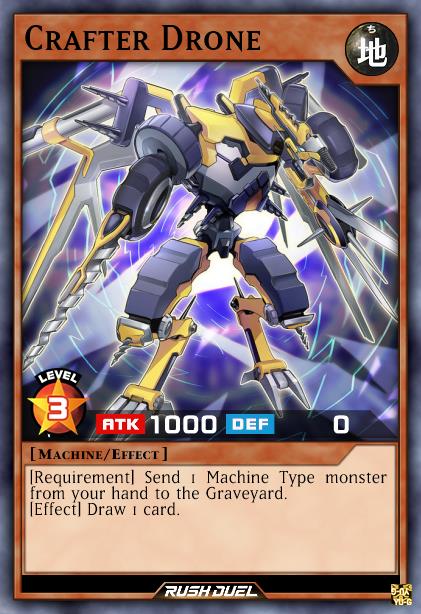 CRAFTER DRONE
ち
地
LEVEL
3
ATK 1000 DEF 0
[MACHINE/EFFECT]
[Requirement] Send 1 Machine Type monster
from your hand to the Graveyard.
[Effect] Draw 1 card.
RUSH DUEL